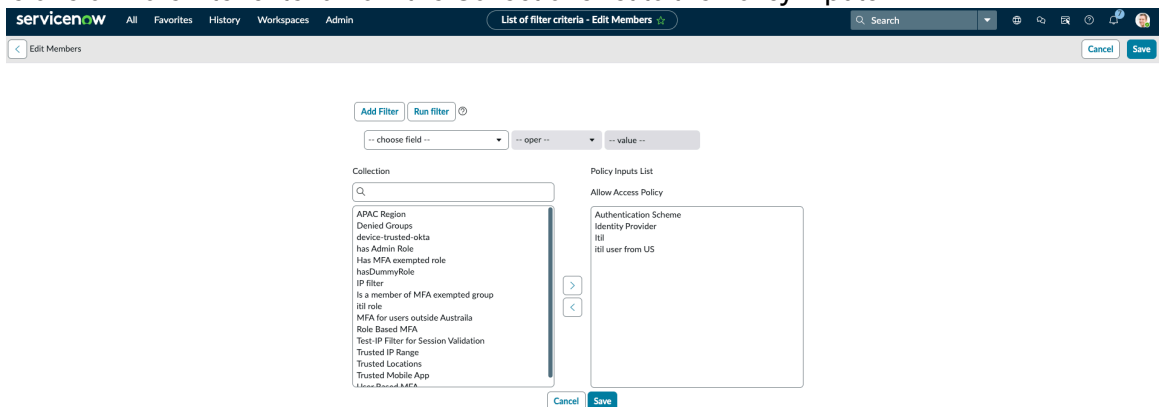 servicenow All Favorites History Workspaces Admin List of filter criteria - Edit Members ☆ Search 7
Edit Members Cancel Save
Add Filter Run filter
-- choose field -- -- oper -- -- value --
Collection Policy Inputs List
Allow Access Policy
APAC Region
Denied Groups
device-trusted-okta
has Admin Role
Has MFA exempted role
hasDummyRole
IP filter
Is a member of MFA exempted group
itil role
MFA for users outside Austraila
Role Based MFA
Test-IP Filter for Session Validation
Trusted IP Range
Trusted Locations
Trusted Mobile App
User Based MFA
Authentication Scheme
Identity Provider
Itil
itil user from US
>
<
Cancel Save